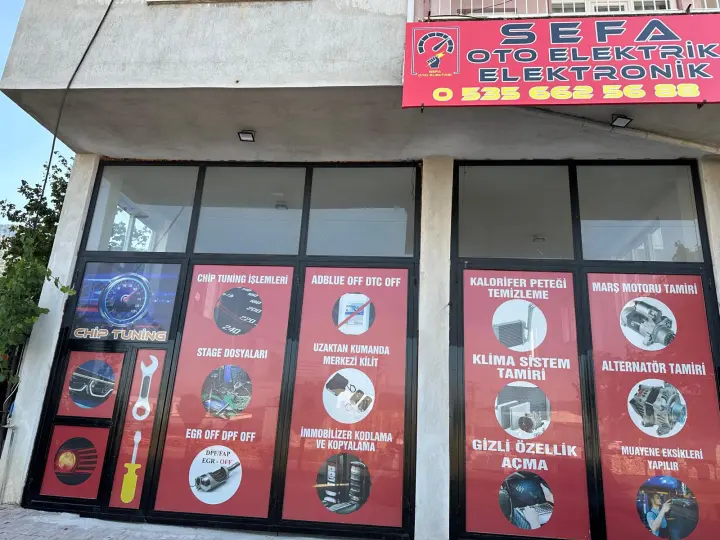 SEFA
OTO ELEKTRİK
ELEKTRONİK
0 535 662 56 88
CHİP TUNİNG
CHİP TUNİNG İŞLEMLERİ
STAGE DOSYALARI
EGR OFF DPF OFF
DPF/FAP
EGR - OFF
ADBLUE OFF DTC OFF
UZAKTAN KUMANDA
MERKEZİ KİLİT
İMMOBİLİZER KODLAMA
VE KOPYALAMA
KALORİFER PETEĞİ
TEMİZLEME
KLİMA SİSTEM
TAMİRİ
GİZLİ ÖZELLİK
AÇMA
MARŞ MOTORU TAMİRİ
ALTERNATÖR TAMİRİ
MUAYENE EKSİKLERİ
YAPILIR